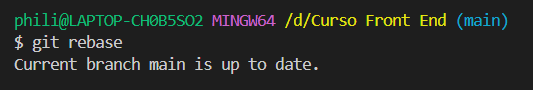 phili@LAPTOP-CH0B5SO2 MINGW64 /d/Curso Front End (main)
$ git rebase
Current branch main is up to date.